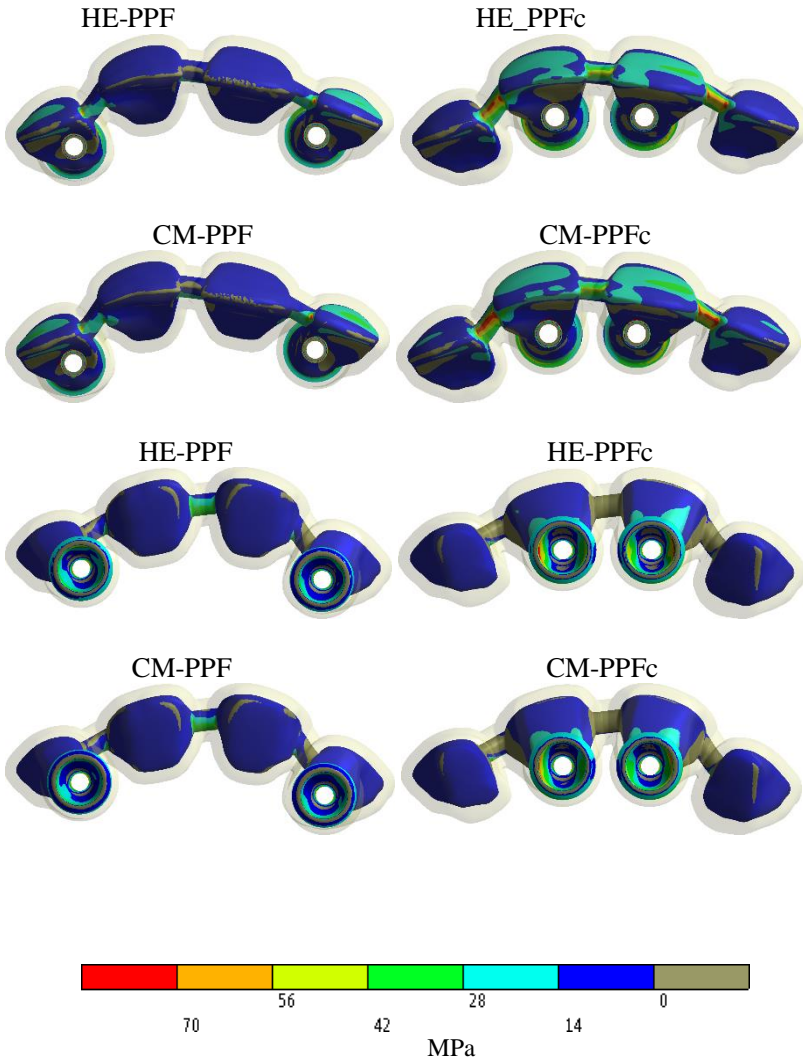 HE-PPF HE_PPFc
CM-PPF CM-PPFc
HE-PPF HE-PPFc
CM-PPF CM-PPFc
56 28 0
70 42 14
MPa